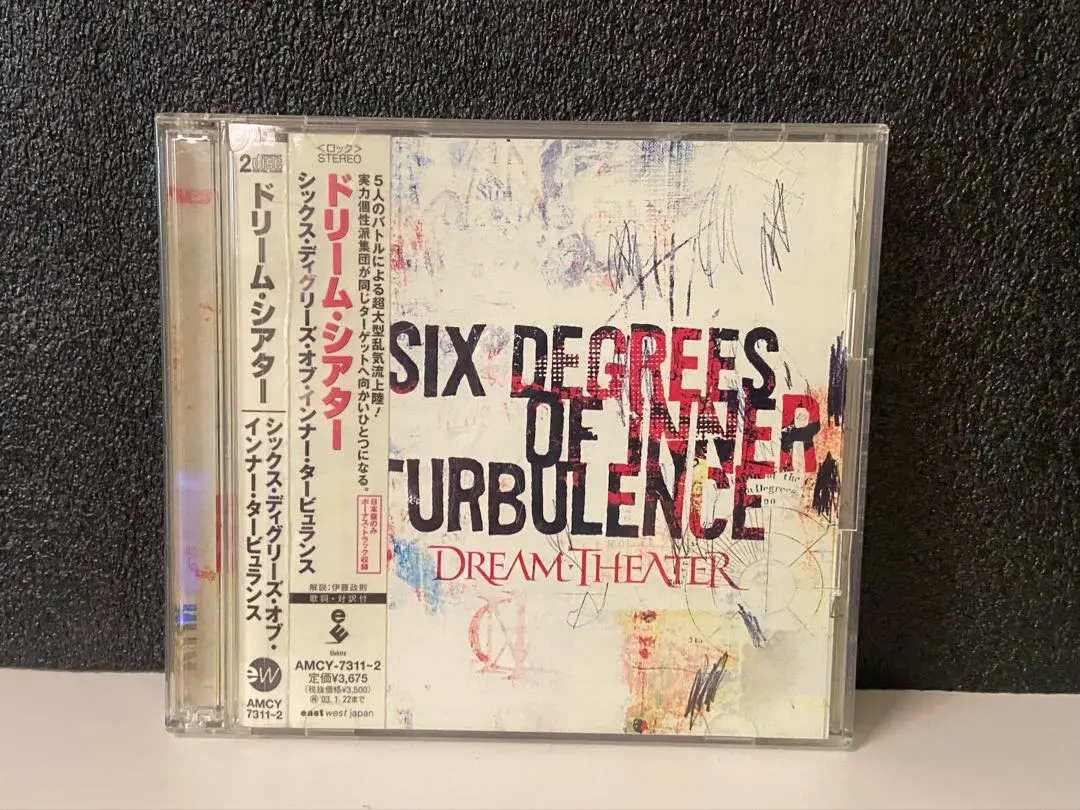 2 disc
ドリーム・シアター
シックス・ディグリーズ・オブ・
インナー・タービュランス
eW
AMCY
7311~2
<ロック>
STEREO
５人のバトルによる超大型乱気流上陸！
実力個性派集団が同じターゲットへ向かいひとつになる。
ドリーム・シアター
シックス・ディグリーズ・オブ・インナー・タービュランス
日本盤のみ
ボーナス・トラック収録
解説：伊藤政則
歌詞・対訳付
Elektra
AMCY-7311~2
定価¥3,675
(税抜価格¥3,500)
'03.1.22まで
east west japan
SIX DEGREES
OF INNER
TURBULENCE
of the
Degrees
DREAM·THEATER